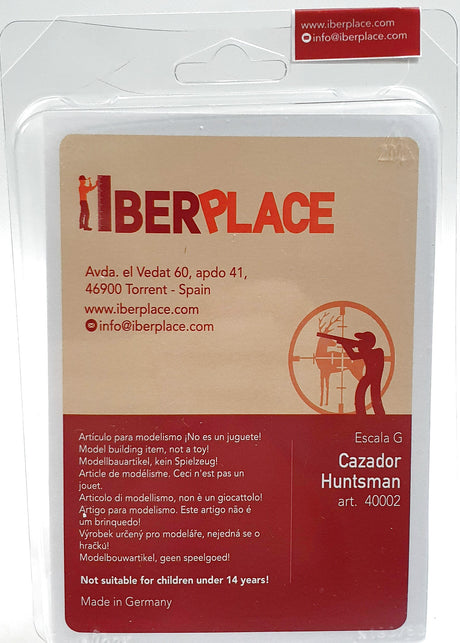 www.iberplace.com
info@iberplace.com
IBERPLACE
Avda. el Vedat 60, apdo 41,
46900 Torrent - Spain
www.iberplace.com
info@iberplace.com
Artículo para modelismo ¡No es un juguete!
Model building item, not a toy!
Modellbauartikel, kein Spielzeug!
Article de modélisme. Ceci n'est pas un
jouet.
Articolo di modellismo, non è un giocattolo!
Artigo para modelismo. Este artigo não é
um brinquedo!
Výrobek určený pro modeláře, nejedná se o
hračkú!
Modelbouwartikel, geen speelgoed!
Not suitable for children under 14 years!
Made in Germany
Escala G
Cazador
Huntsman
art. 40002